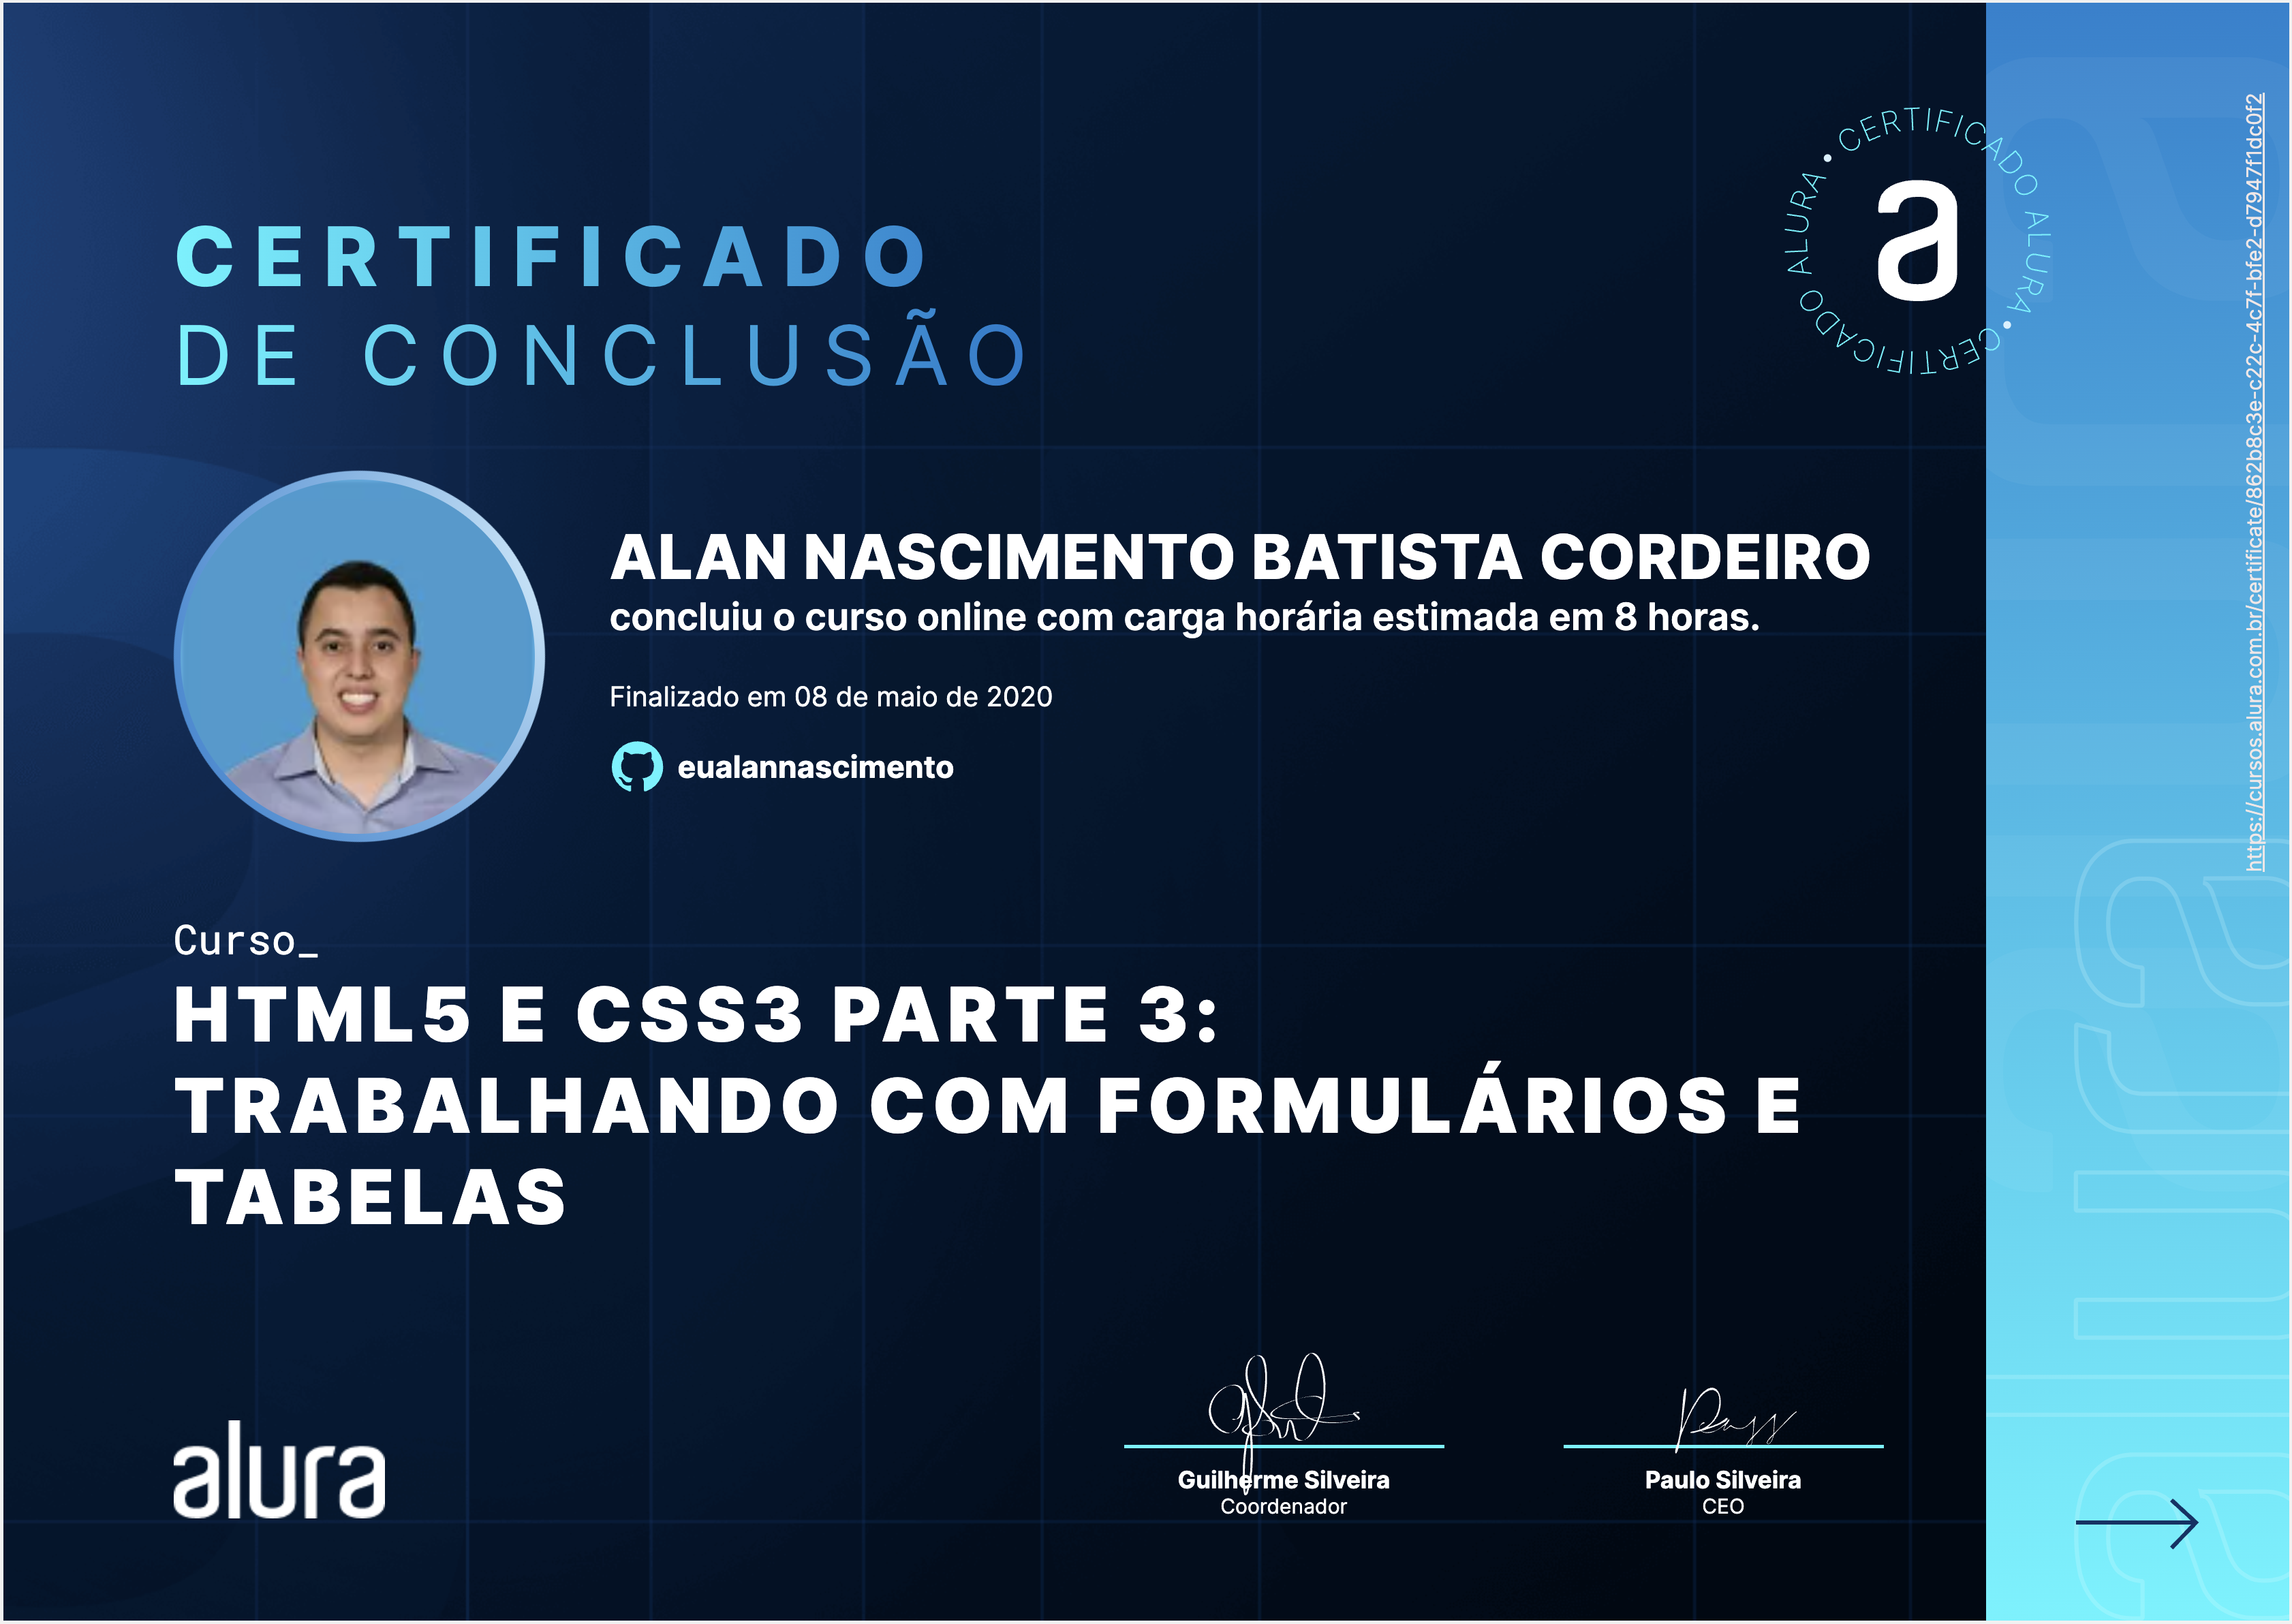 CERTIFICADO
DE CONCLUSÃO
CERTIFICADO ALURA • CERTIFICADO ALURA •
a
ALAN NASCIMENTO BATISTA CORDEIRO
concluiu o curso online com carga horária estimada em 8 horas.
Finalizado em 08 de maio de 2020
eualannascimento
Curso_
HTML5 E CSS3 PARTE 3:
TRABALHANDO COM FORMULÁRIOS E
TABELAS
alura
Guilherme Silveira
Coordenador
Paulo Silveira
CEO
https://cursos.alura.com.br/certificate/862b8c3e-c22c-4c7f-bfe2-d7947f1dc0f2
alura